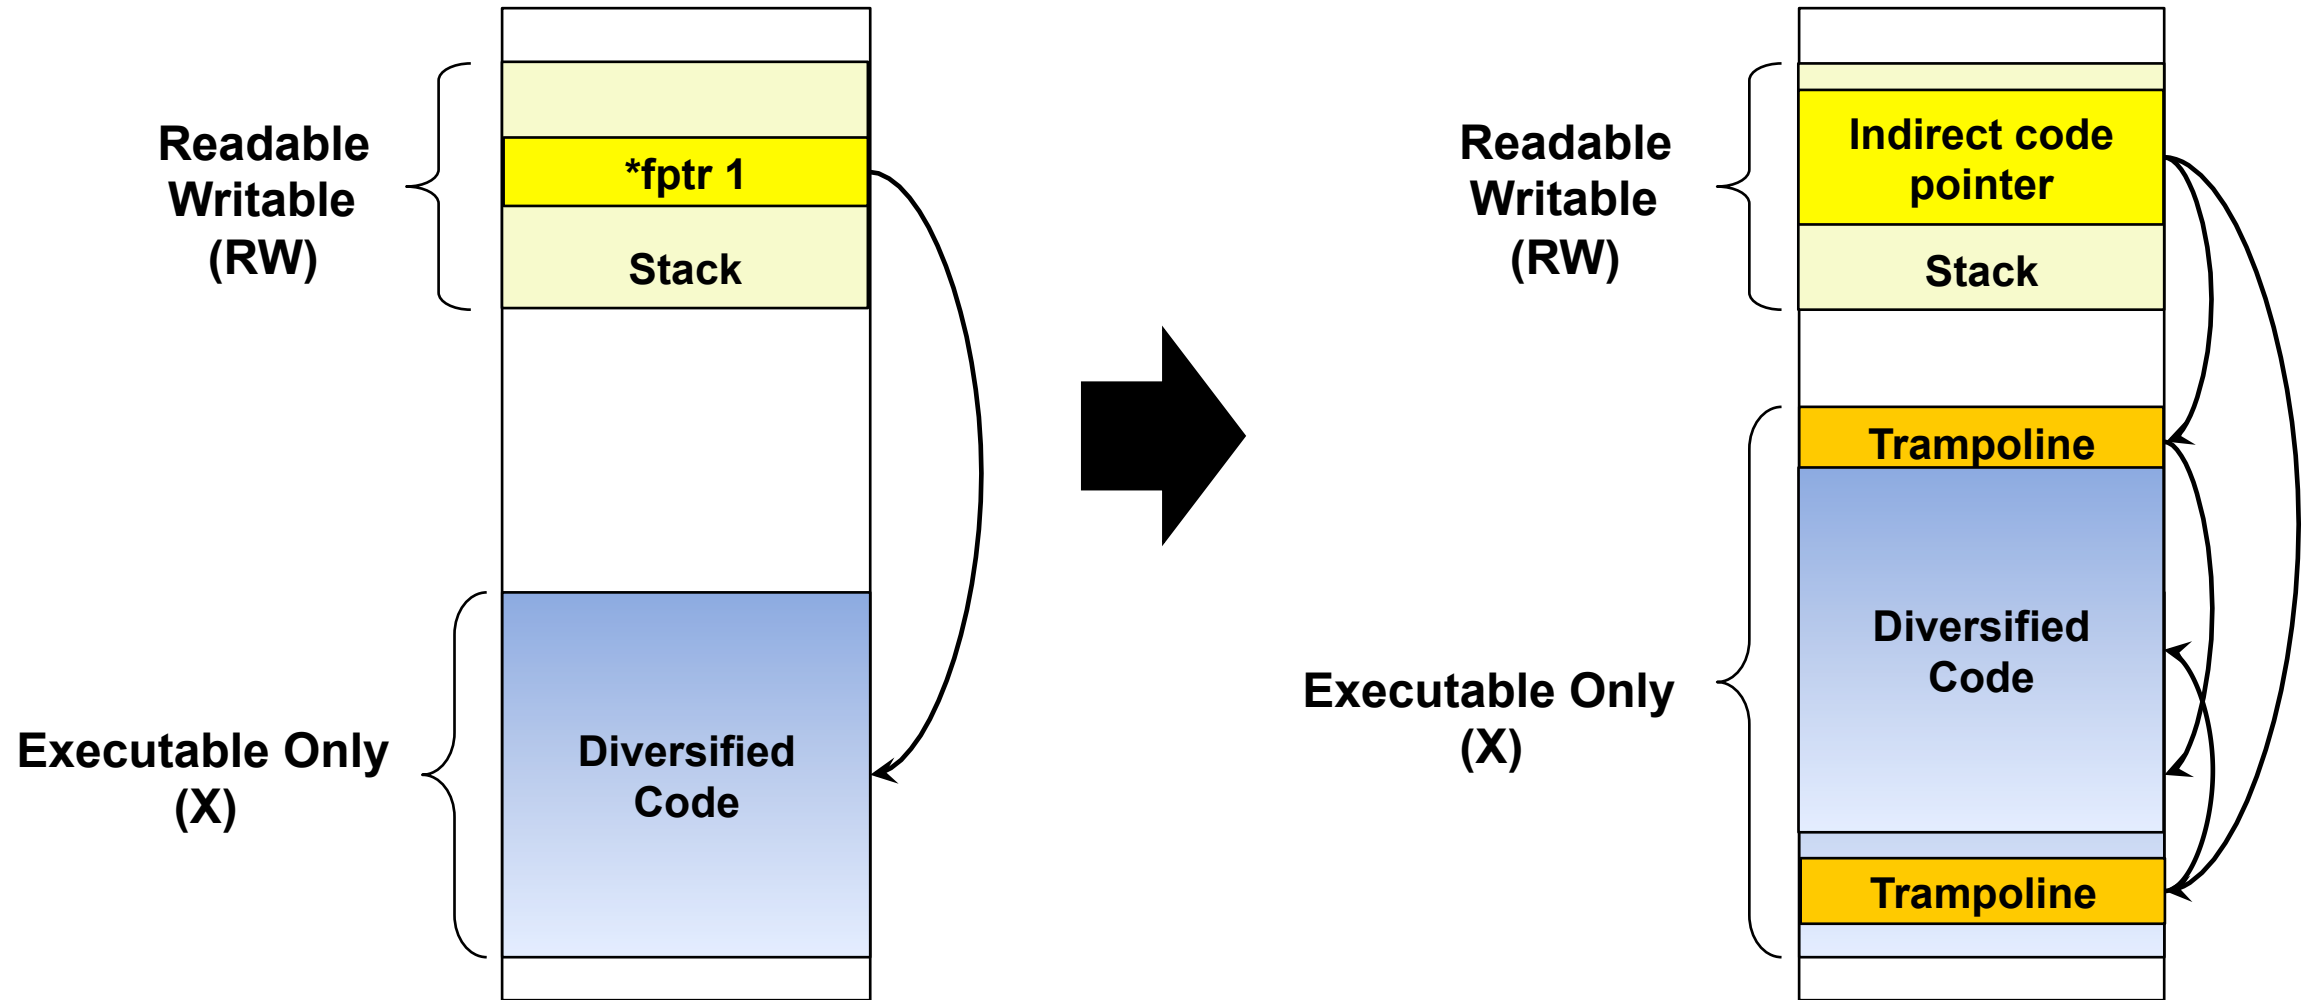 Readable
Writable
(RW)
*fptr 1
Stack
Executable Only
(X)
Diversified
Code
Readable
Writable
(RW)
Indirect code
pointer
Stack
Trampoline
Executable Only
(X)
Diversified
Code
Trampoline